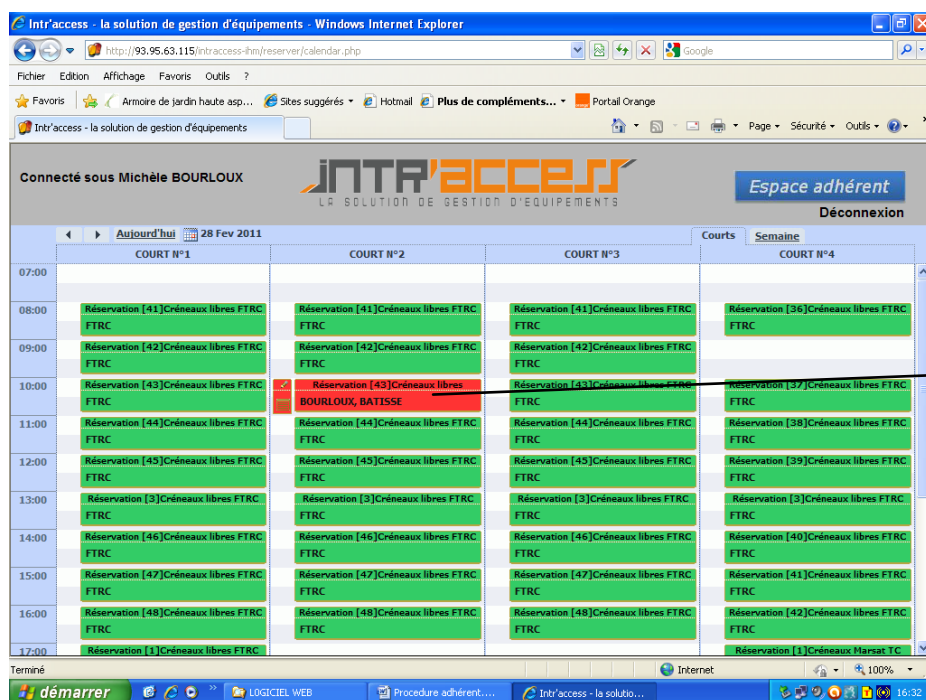 Intr'access - la solution de gestion d'équipements - Windows Internet Explorer
http://93.95.63.115/intraccess-ihm/reserver/calendar.php
Google
Fichier Edition Affichage Favoris Outils ?
Favoris Armoire de jardin haute asp... Sites suggérés Hotmail Plus de compléments... Portail Orange
Intr'access - la solution de gestion d'équipements
Page Sécurité Outils
Connecté sous Michèle BOURLOUX
INTR'ACCESS
LA SOLUTION DE GESTION D'EQUIPEMENTS
Espace adhérent
Déconnexion
Aujourd'hui 28 Fev 2011 Courts Semaine
COURT N°1 COURT N°2 COURT N°3 COURT N°4
07:00
08:00 Réservation [41]Créneaux libres FTRC Réservation [41]Créneaux libres FTRC Réservation [41]Créneaux libres FTRC Réservation [36]Créneaux libres FTRC
FTRC FTRC FTRC FTRC
09:00 Réservation [42]Créneaux libres FTRC Réservation [42]Créneaux libres FTRC Réservation [42]Créneaux libres FTRC
FTRC FTRC FTRC
10:00 Réservation [43]Créneaux libres FTRC Réservation [43]Créneaux libres Réservation [43]Créneaux libres FTRC Réservation [37]Créneaux libres FTRC
FTRC BOURLOUX, BATISSE FTRC FTRC
11:00 Réservation [44]Créneaux libres FTRC Réservation [44]Créneaux libres FTRC Réservation [44]Créneaux libres FTRC Réservation [38]Créneaux libres FTRC
FTRC FTRC FTRC FTRC
12:00 Réservation [45]Créneaux libres FTRC Réservation [45]Créneaux libres FTRC Réservation [45]Créneaux libres FTRC Réservation [39]Créneaux libres FTRC
FTRC FTRC FTRC FTRC
13:00 Réservation [3]Créneaux libres FTRC Réservation [3]Créneaux libres FTRC Réservation [3]Créneaux libres FTRC Réservation [3]Créneaux libres FTRC
FTRC FTRC FTRC FTRC
14:00 Réservation [46]Créneaux libres FTRC Réservation [46]Créneaux libres FTRC Réservation [46]Créneaux libres FTRC Réservation [40]Créneaux libres FTRC
FTRC FTRC FTRC FTRC
15:00 Réservation [47]Créneaux libres FTRC Réservation [47]Créneaux libres FTRC Réservation [47]Créneaux libres FTRC Réservation [41]Créneaux libres FTRC
FTRC FTRC FTRC FTRC
16:00 Réservation [48]Créneaux libres FTRC Réservation [48]Créneaux libres FTRC Réservation [48]Créneaux libres FTRC Réservation [42]Créneaux libres FTRC
FTRC FTRC FTRC FTRC
17:00 Réservation [1]Créneaux libres FTRC Réservation [1]Créneaux Marsat TC
Terminé Internet 100%
démarrer LOGICIEL WEB Procedure adhérent.... Intr'access - la solutio... 16:32